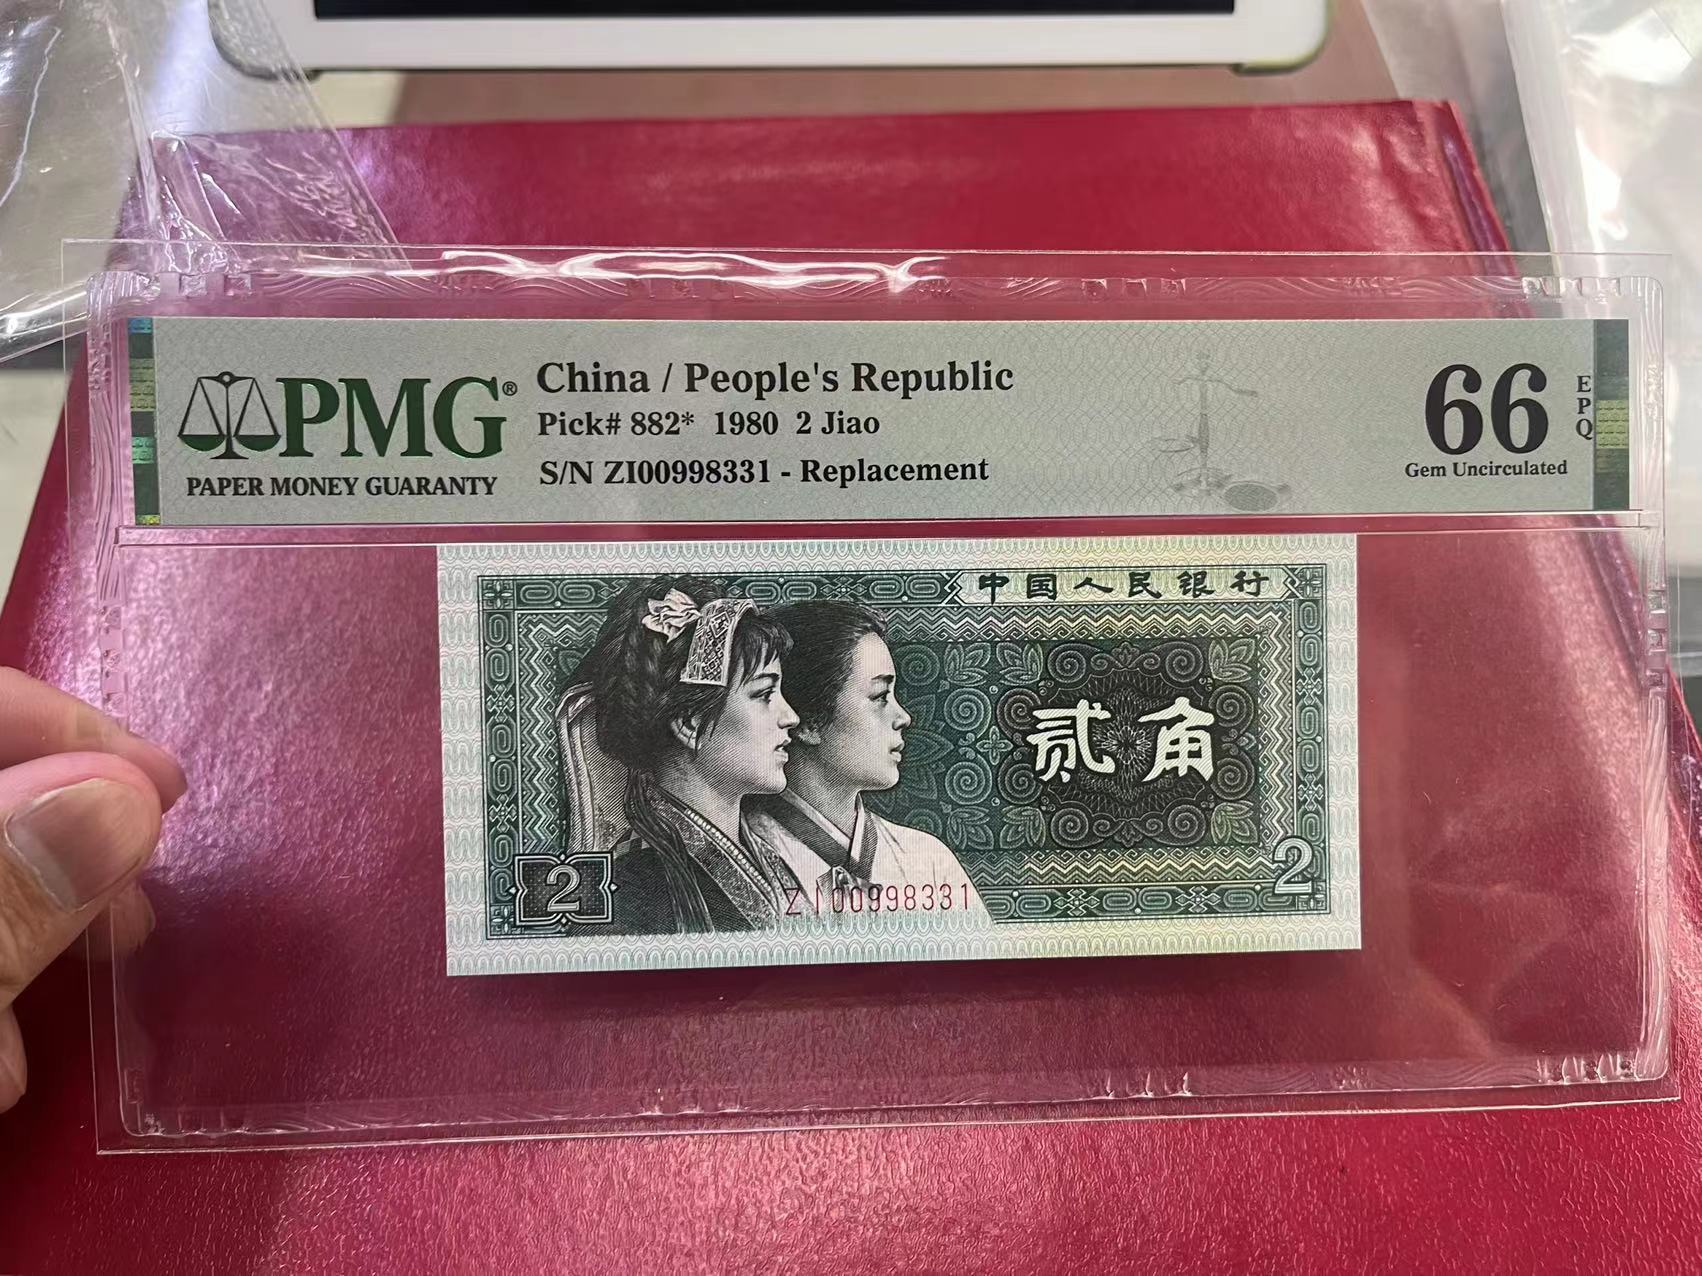 PMG®
PAPER MONEY GUARANTY
China / People's Republic
Pick# 882* 1980 2 Jiao
S/N ZI00998331 - Replacement
66
EPQ
Gem Uncirculated
中国人民银行
贰角
2
2
ZI00998331